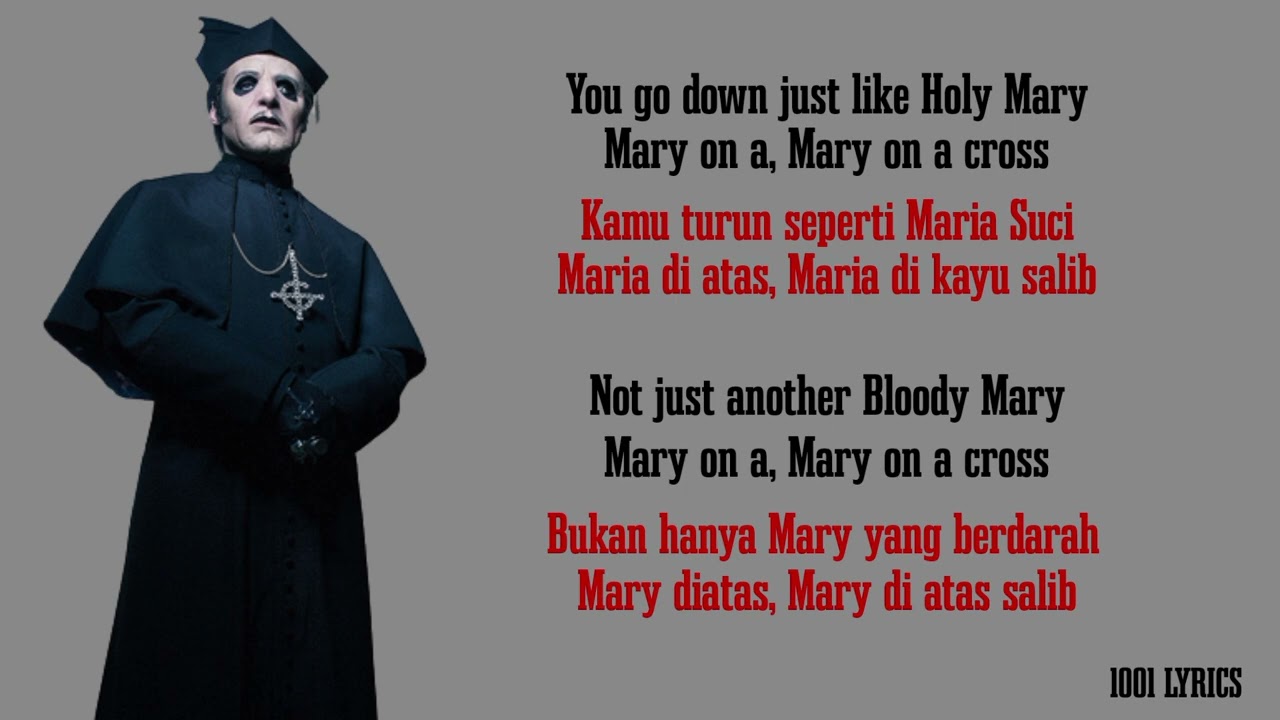 You go down just like Holy Mary
Mary on a, Mary on a cross
Kamu turun seperti Maria Suci
Maria di atas, Maria di kayu salib
Not just another Bloody Mary
Mary on a, Mary on a cross
Bukan hanya Mary yang berdarah
Mary diatas, Mary di atas salib
1001 LYRICS